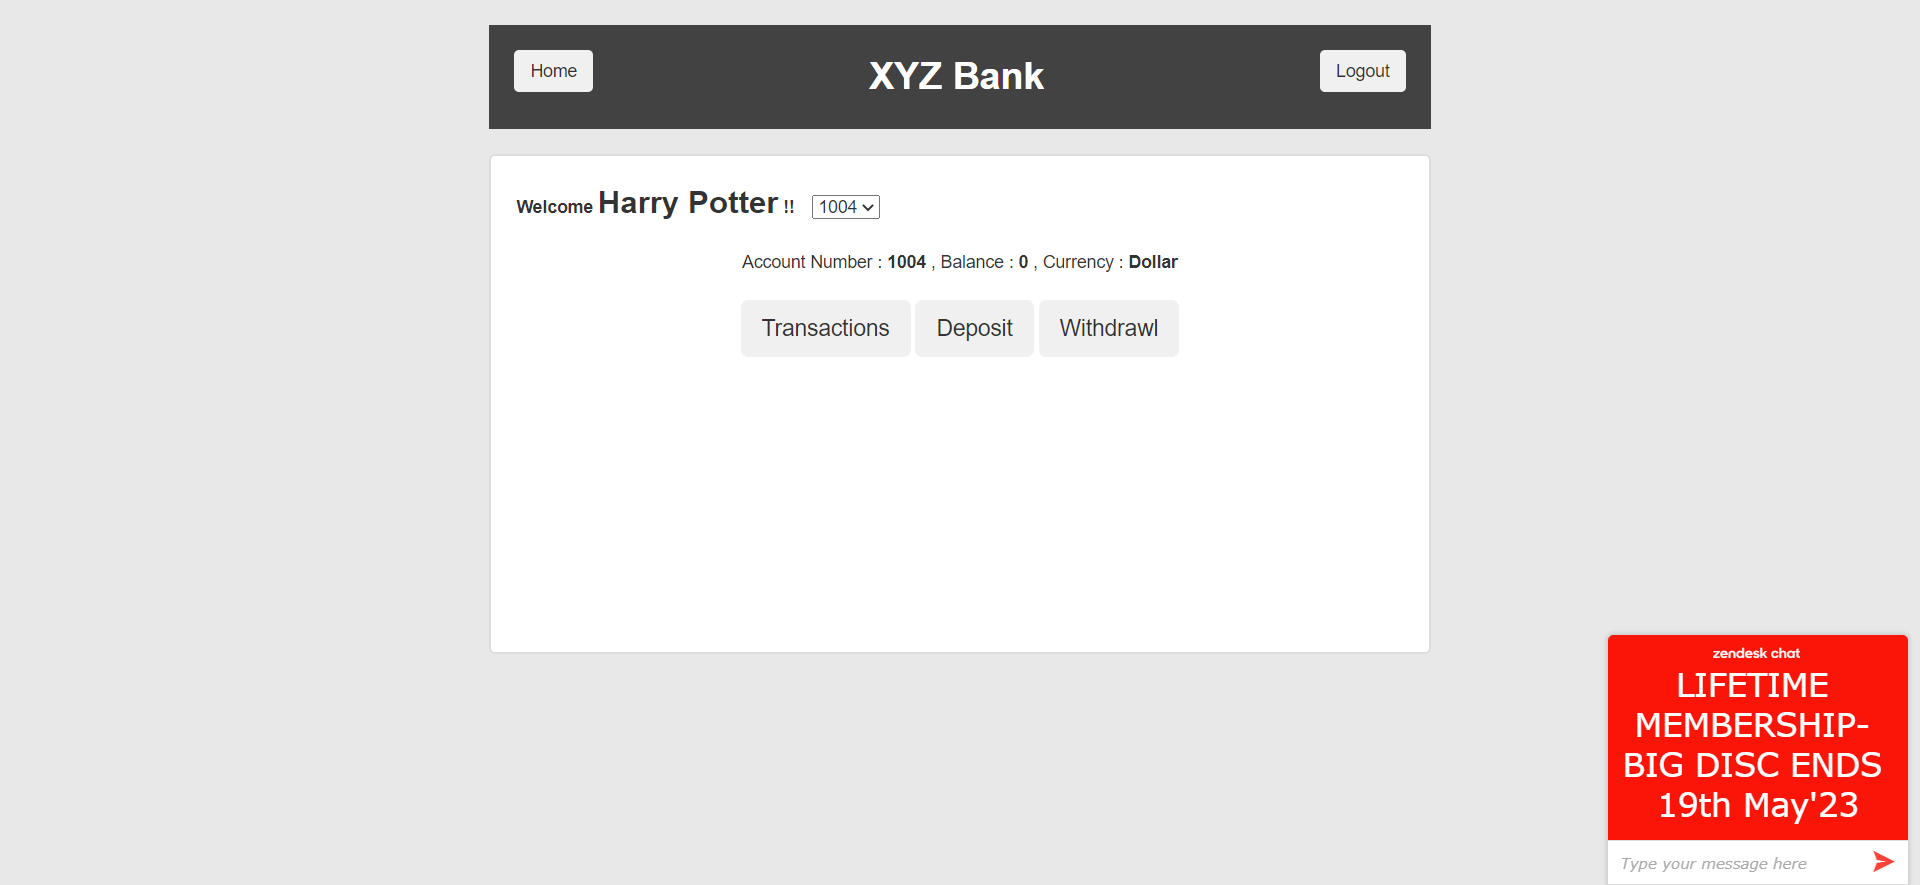 Home
XYZ Bank
Logout
Welcome Harry Potter !! 1004
Account Number : 1004 , Balance : 0 , Currency : Dollar
Transactions Deposit Withdrawl
zendesk chat
LIFETIME
MEMBERSHIP-
BIG DISC ENDS
19th May'23
Type your message here